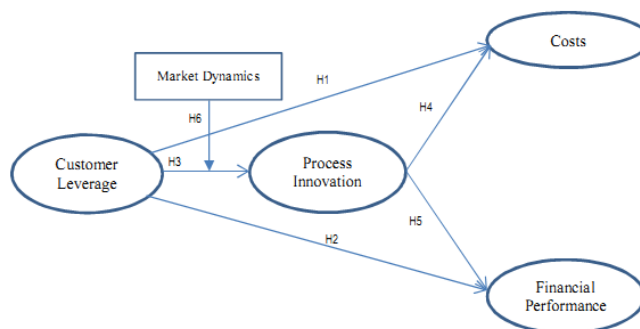 Costs
Market Dynamics
H1
H4
H6
Customer
Leverage
H3
Process
Innovation
H5
H2
Financial
Performance